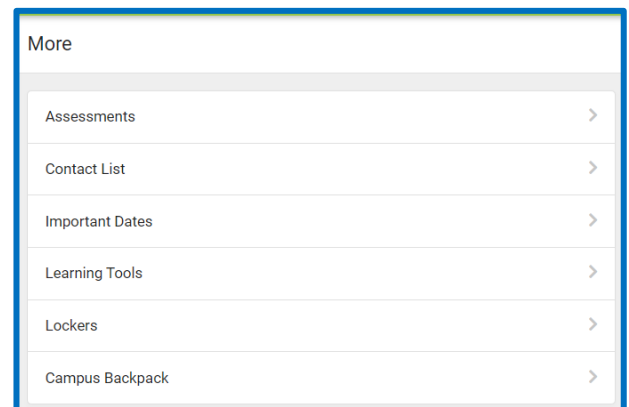 More
Assessments
Contact List
Important Dates
Learning Tools
Lockers
Campus Backpack